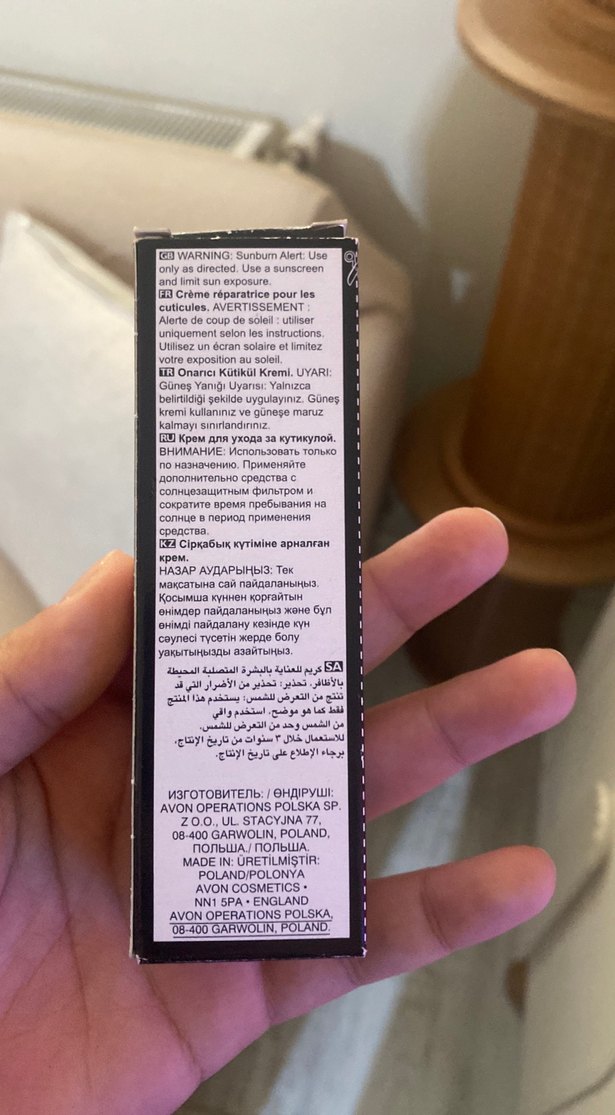 GB WARNING: Sunburn Alert: Use
only as directed. Use a sunscreen
and limit sun exposure.
FR Crème réparatrice pour les
cuticules. AVERTISSEMENT :
Alerte de coup de soleil : utiliser
uniquement selon les instructions.
Utilisez un écran solaire et limitez
votre exposition au soleil.
TR Onarıcı Kütikül Kremi. UYARI:
Güneş Yanığı Uyarısı: Yalnızca
belirtildiği şekilde uygulayınız. Güneş
kremi kullanınız ve güneşe maruz
kalmayı sınırlandırınız.
RU Крем для ухода за кутикулой.
ВНИМАНИЕ: Использовать только
по назначению. Применяйте
дополнительно средства с
солнцезащитным фильтром и
сократите время пребывания на
солнце в период применения
средства.
KZ Сірқабық күтіміне арналған
крем.
НАЗАР АУДАРЫҢЫЗ: Тек
мақсатына сай пайдаланыңыз.
Қосымша күннен қорғайтын
өнімдер пайдаланыңыз және бұл
өнімді пайдалану кезінде күн
сәулесі түсетін жерде болу
уақытыңызды азайтыңыз.
SA كريم للعناية بالبشرة المتصلبة المحيطة
بالأظافر. تحذير: تحذير من الأضرار التي قد
تنتج من التعرض للشمس: يستخدم هذا المنتج
فقط كما هو موضح. استخدم واقي
من الشمس وحد من التعرض للشمس.
للاستعمال خلال ٣ سنوات من تاريخ الإنتاج.
برجاء الإطلاع على تاريخ الإنتاج.
ИЗГОТОВИТЕЛЬ: / ӨНДІРУШІ:
AVON OPERATIONS POLSKA SP.
Z O.O., UL. STACYJNA 77,
08-400 GARWOLIN, POLAND,
ПОЛЬША./ ПОЛЬША.
MADE IN: ÜRETİLMİŞTİR:
POLAND/POLONYA
AVON COSMETICS •
NN1 5PA • ENGLAND
AVON OPERATIONS POLSKA,
08-400 GARWOLIN, POLAND.